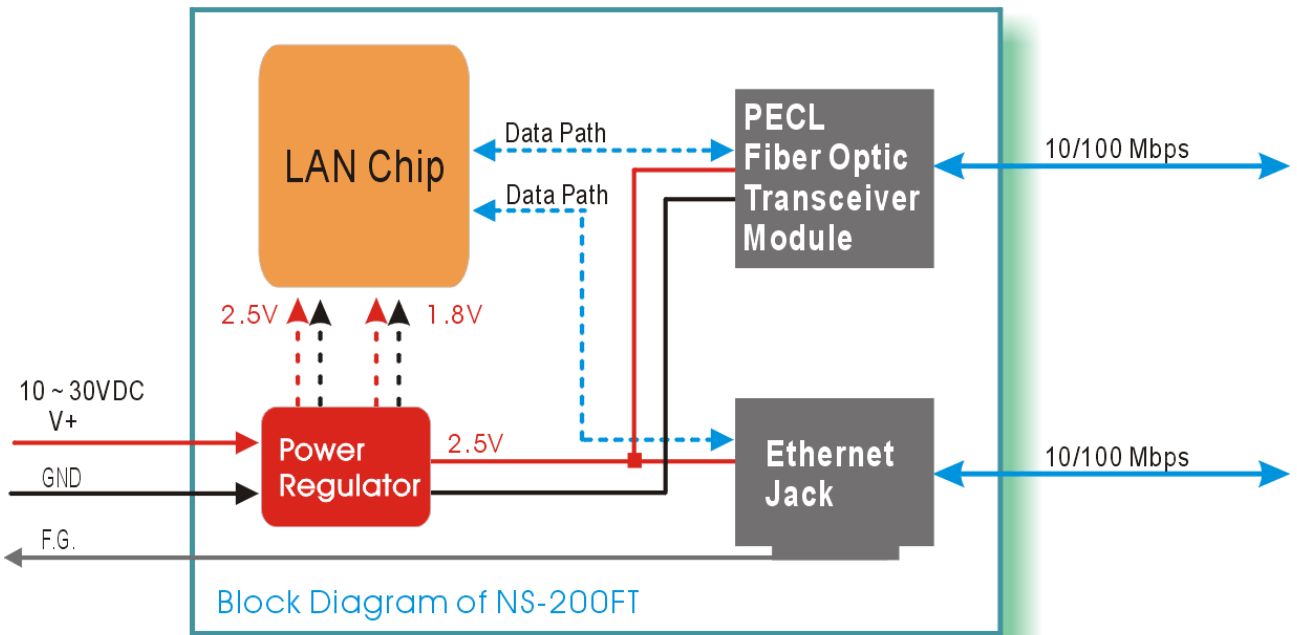 LAN Chip
Data Path
Data Path
PECL
Fiber Optic
Transceiver
Module
10/100 Mbps
2.5V
1.8V
10 ~ 30VDC
V+
GND
F.G.
Power
Regulator
2.5V
Ethernet
Jack
10/100 Mbps
Block Diagram of NS-200FT